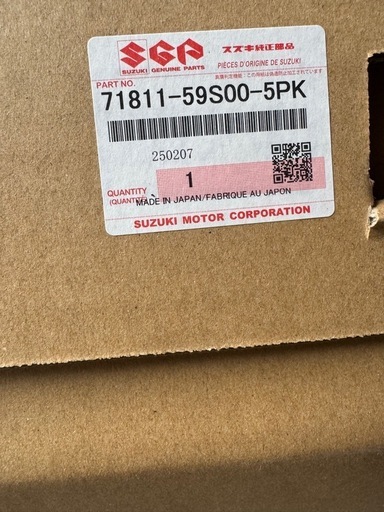 SGP
スズキ純正部品
SUZUKI GENUINE PARTS
PIÈCES D'ORIGINE DE SUZUKI
PART NO.
71811-59S00-5PK
250207
QUANTITY
(QUANTITÉ)
1
MADE IN JAPAN/FABRIQUE AU JAPON
SUZUKI MOTOR CORPORATION